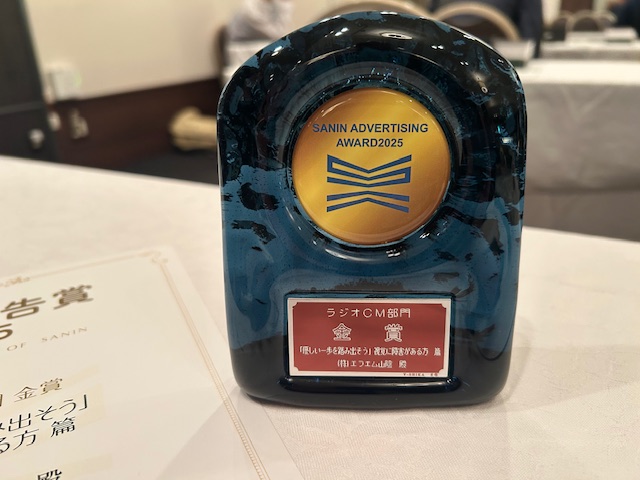 SANIN ADVERTISING
AWARD2025
ラジオCM部門
金 賞
「優しい一歩を踏み出そう」視覚に障害がある方 篇
(株)エフエム山陰 殿
告賞
OF SANIN
金賞
み出そう」
る方 篇
殿